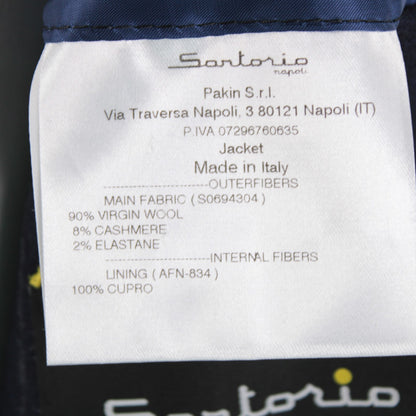 Sartorio
napoli
Pakin S.r.l.
Via Traversa Napoli, 3 80121 Napoli (IT)
P.IVA 07296760635
Jacket
Made in Italy
----------------------OUTERFIBERS
MAIN FABRIC ( S0694304 )
90% VIRGIN WOOL
8% CASHMERE
2% ELASTANE
----------------------INTERNAL FIBERS
LINING ( AFN-834 )
100% CUPRO
Sartorio